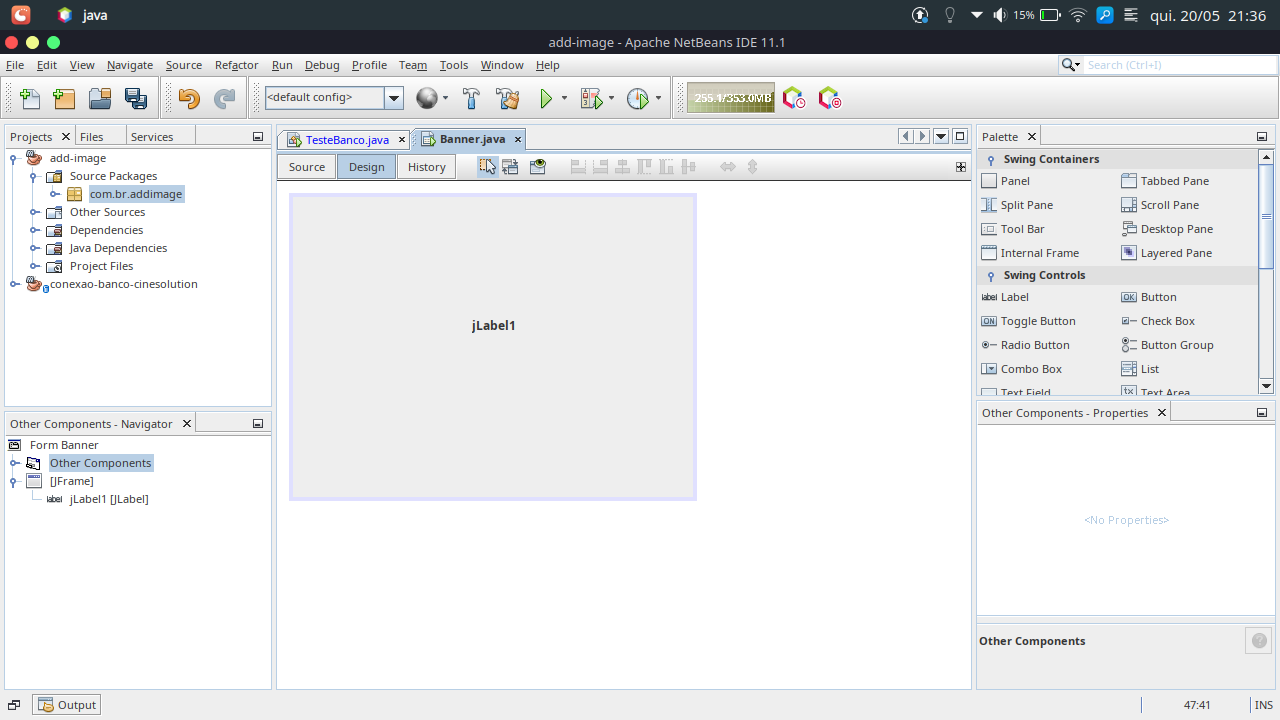 java
15%
qui. 20/05 21:36
add-image - Apache NetBeans IDE 11.1
File Edit View Navigate Source Refactor Run Debug Profile Team Tools Window Help
Search (Ctrl+I)
<default config>
255.1/353.0MB
Projects Files Services
add-image
Source Packages
com.br.addimage
Other Sources
Dependencies
Java Dependencies
Project Files
conexao-banco-cinesolution
Other Components - Navigator
Form Banner
Other Components
[JFrame]
label jLabel1 [JLabel]
TesteBanco.java Banner.java
Source Design History
jLabel1
Palette
Swing Containers
Panel Tabbed Pane
Split Pane Scroll Pane
Tool Bar Desktop Pane
Internal Frame Layered Pane
Swing Controls
label Label OK Button
ON Toggle Button Check Box
Radio Button Button Group
Combo Box List
Text Field Text Area
Other Components - Properties
<No Properties>
Other Components
?
Output
47:41 INS